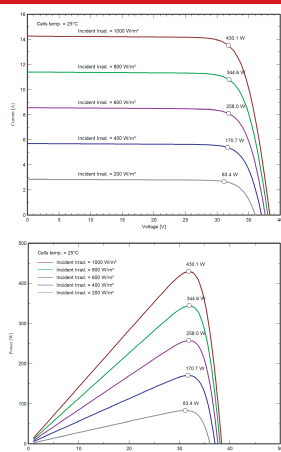 16
Cells temp. = 25°C
Incident Irrad. = 1000 W/m²
430.1 W
14
12
Incident Irrad. = 800 W/m²
344.6 W
10
Incident Irrad. = 600 W/m²
258.0 W
8
Incident Irrad. = 400 W/m²
170.7 W
6
4
Incident Irrad. = 200 W/m²
83.4 W
2
0
Current [A]
0 5 10 15 20 25 30 35 40
Voltage [V]
500
Cells temp. = 25°C
Incident Irrad. = 1000 W/m²
Incident Irrad. = 800 W/m²
Incident Irrad. = 600 W/m²
Incident Irrad. = 400 W/m²
Incident Irrad. = 200 W/m²
430.1 W
400
344.6 W
300
258.0 W
200
170.7 W
100
83.4 W
0
Power [W]
0 10 20 30 40 50